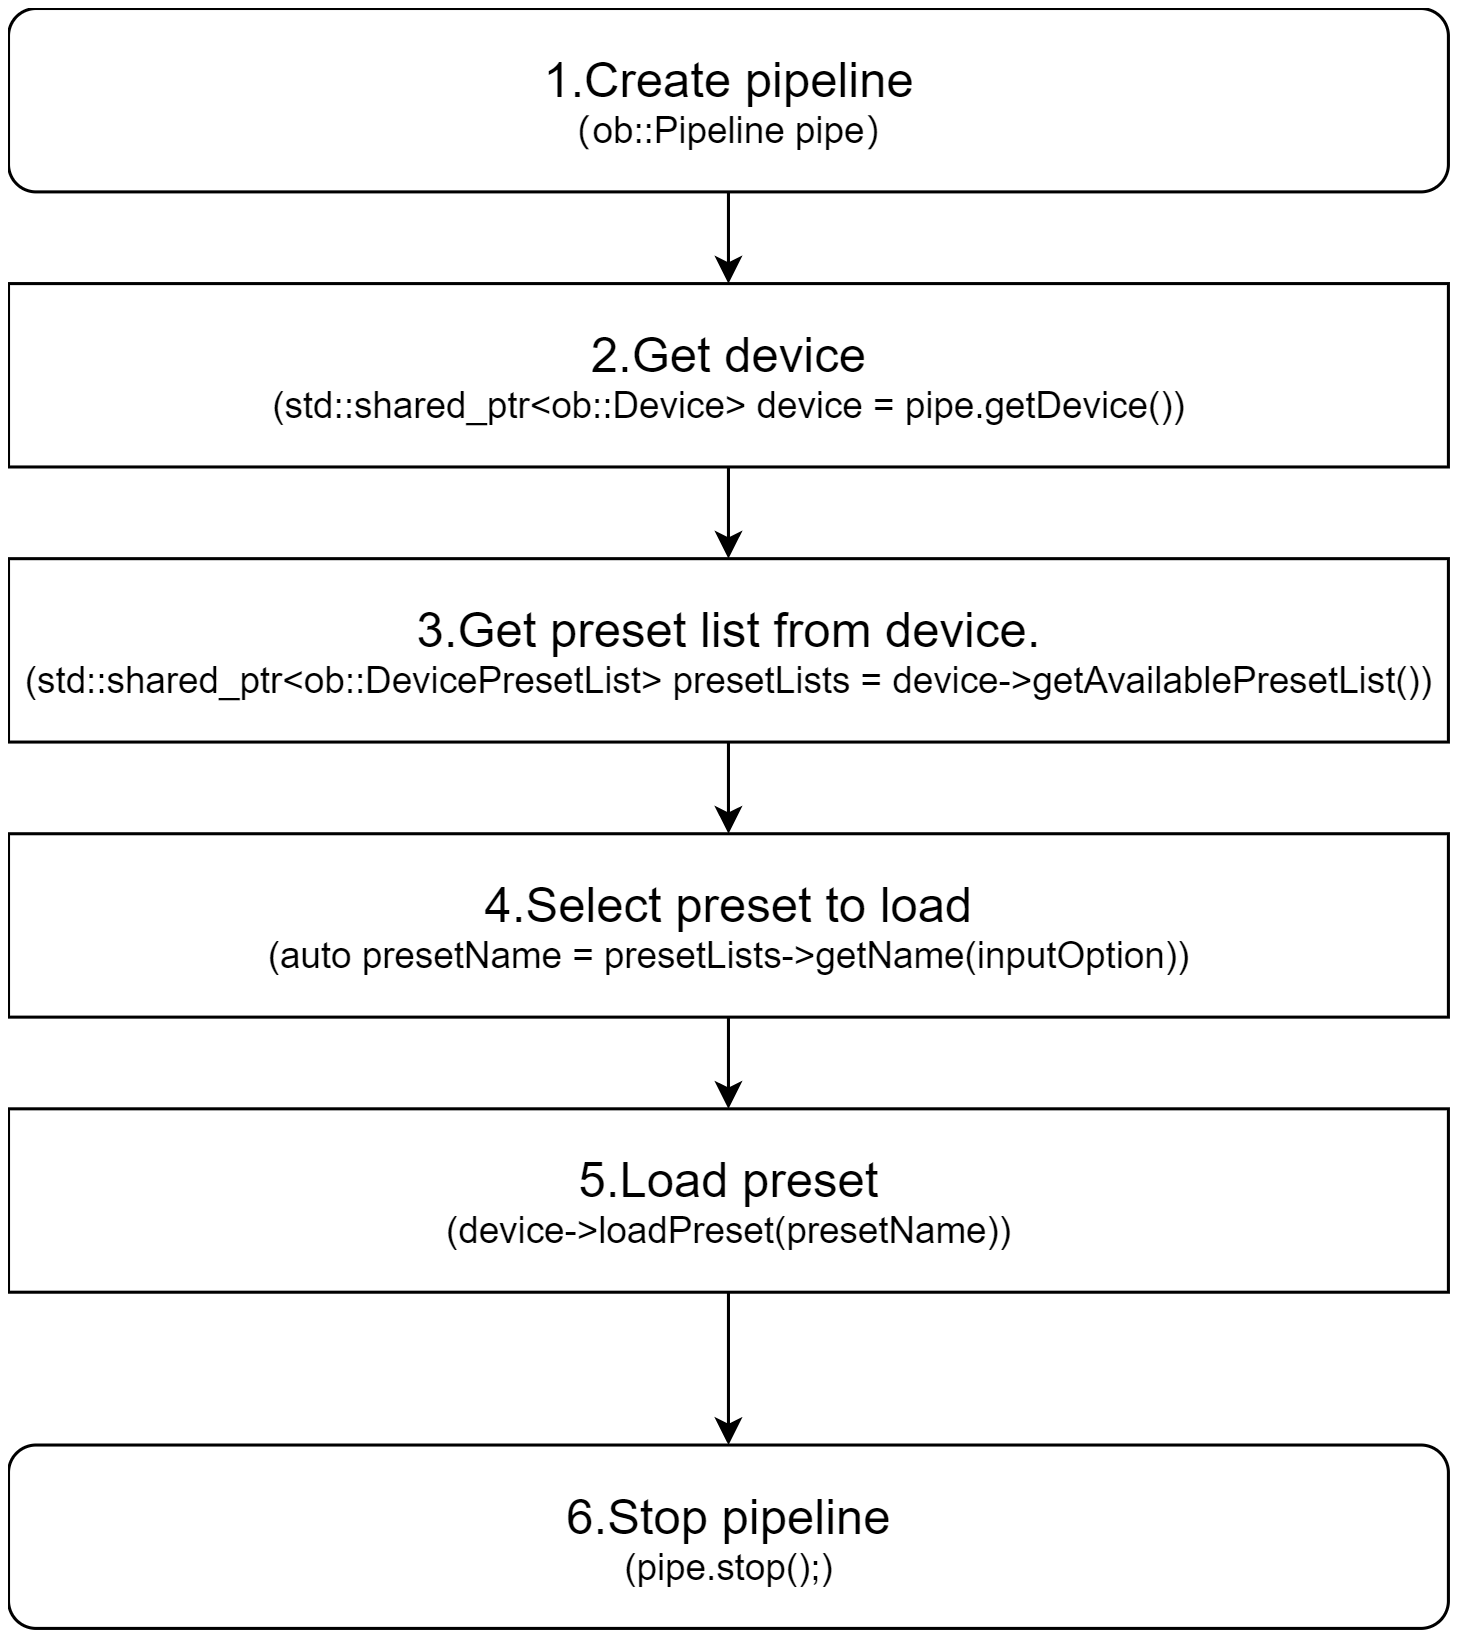 1.Create pipeline
(ob::Pipeline pipe)
2.Get device
(std::shared_ptr<ob::Device> device = pipe.getDevice())
3.Get preset list from device.
(std::shared_ptr<ob::DevicePresetList> presetLists = device->getAvailablePresetList())
4.Select preset to load
(auto presetName = presetLists->getName(inputOption))
5.Load preset
(device->loadPreset(presetName))
6.Stop pipeline
(pipe.stop();)